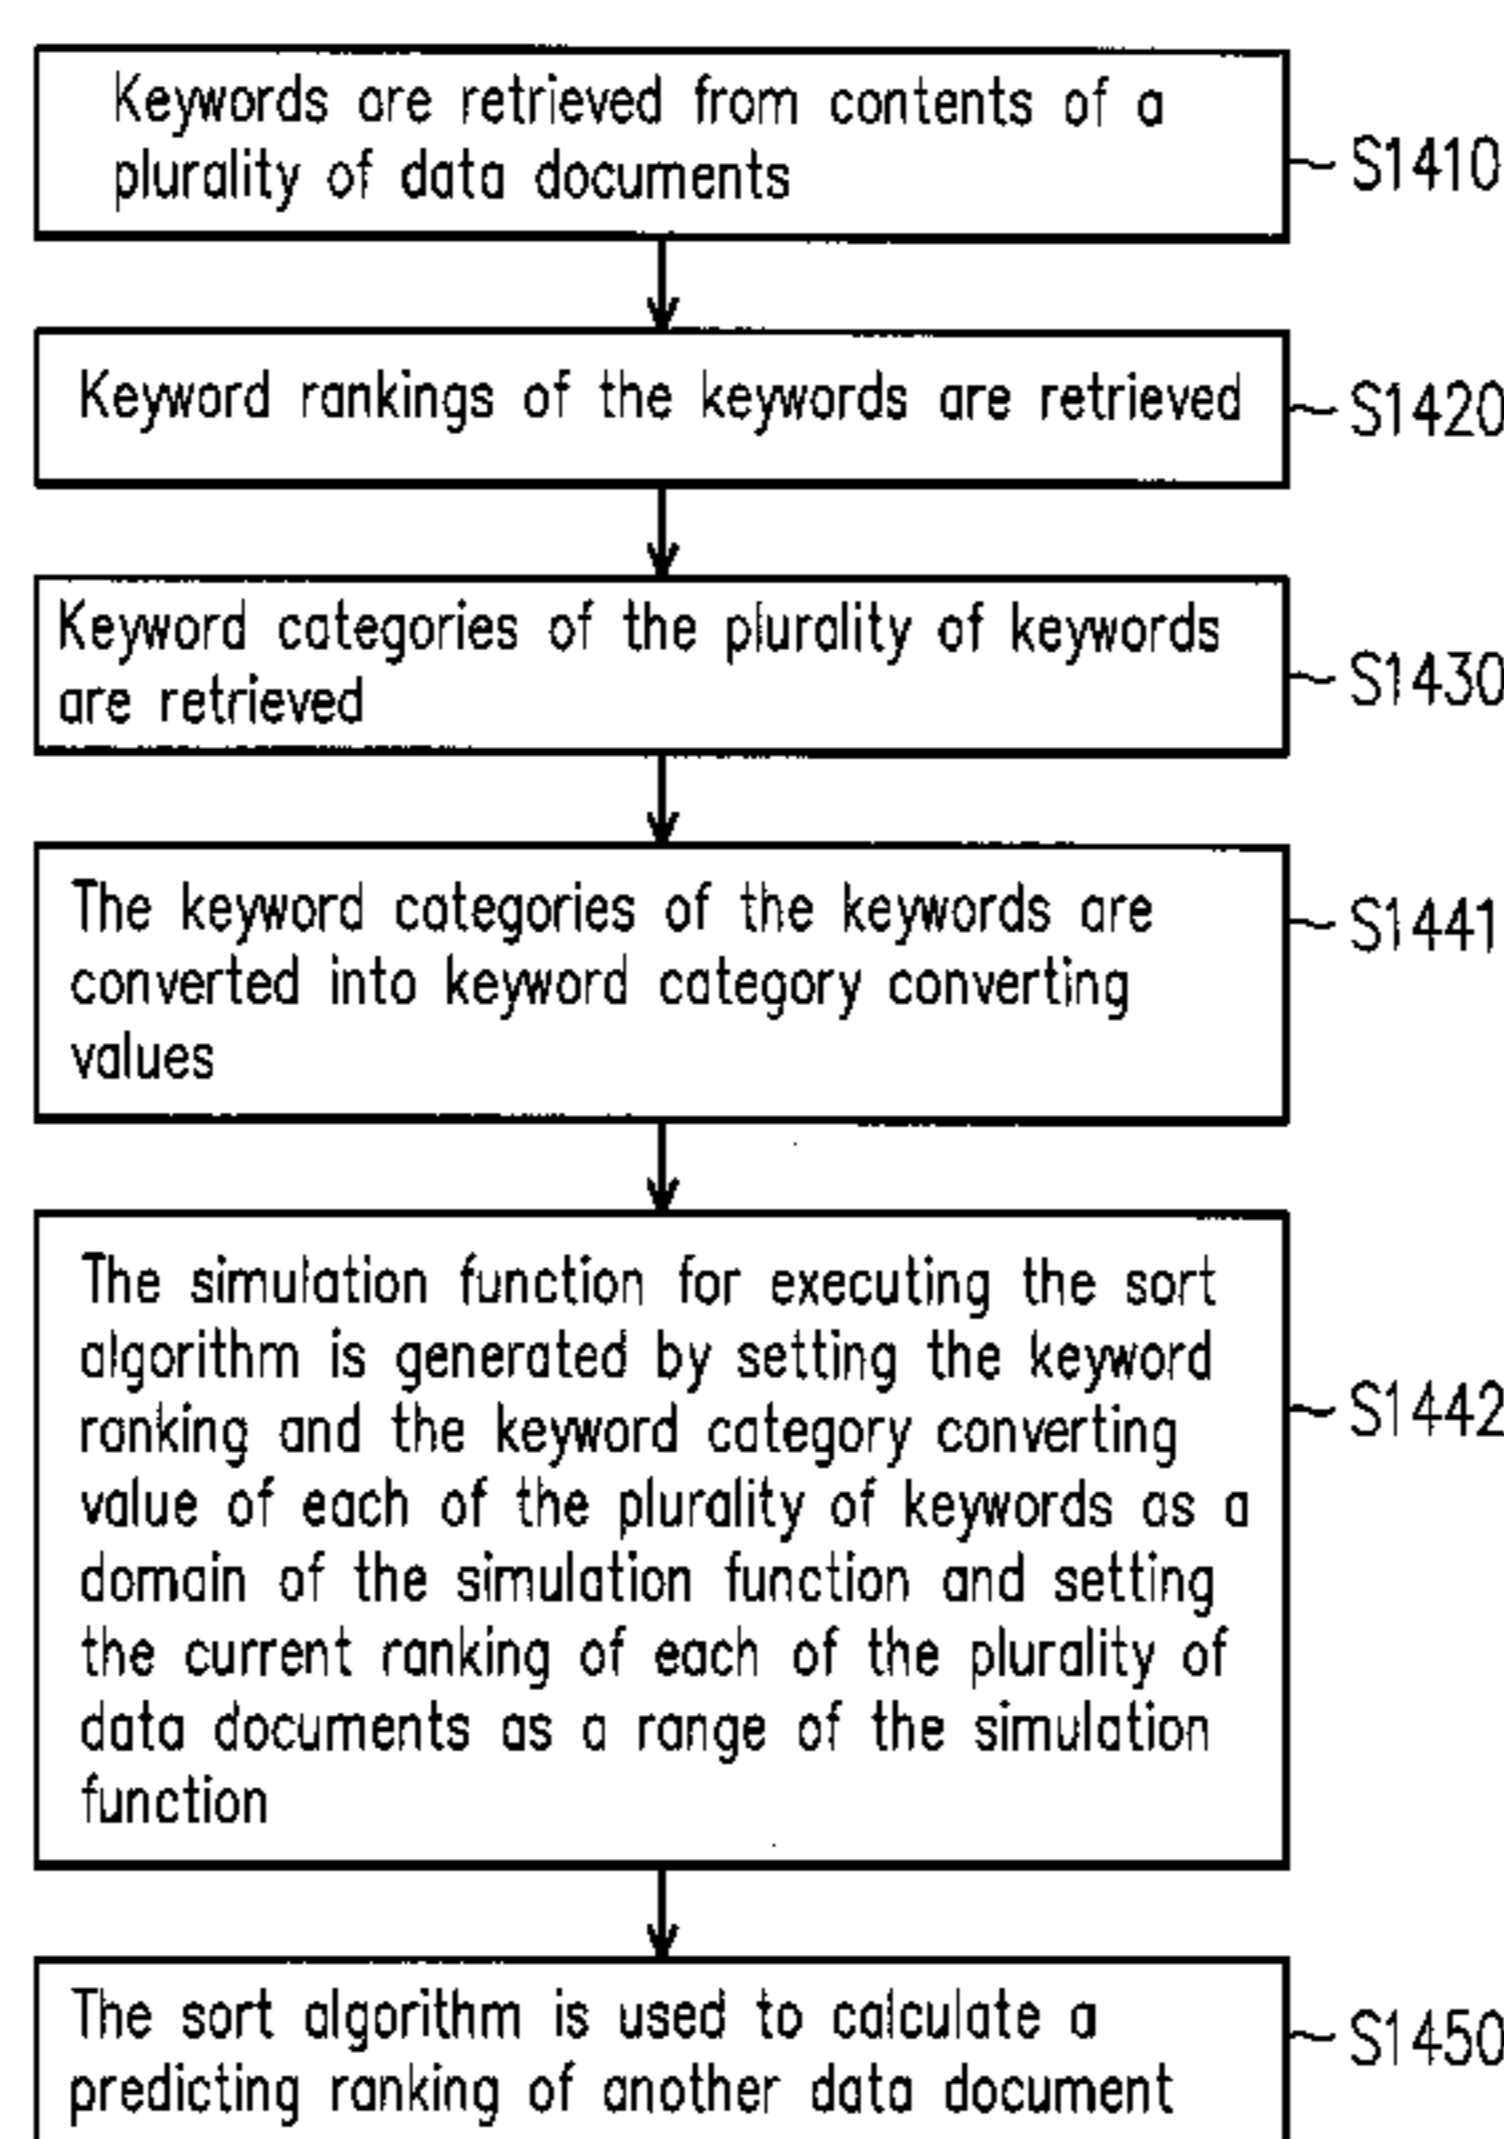 Keywords are retrieved from contents of a
plurality of data documents
S1410
Keyword rankings of the keywords are retrieved
S1420
Keyword categories of the plurality of keywords
are retrieved
S1430
The keyword categories of the keywords are
converted into keyword category converting
values
S1441
The simulation function for executing the sort
algorithm is generated by setting the keyword
ranking and the keyword category converting
value of each of the plurality of keywords as a
domain of the simulation function and setting
the current ranking of each of the plurality of
data documents as a range of the simulation
function
S1442
The sort algorithm is used to calculate a
predicting ranking of another data document
S1450